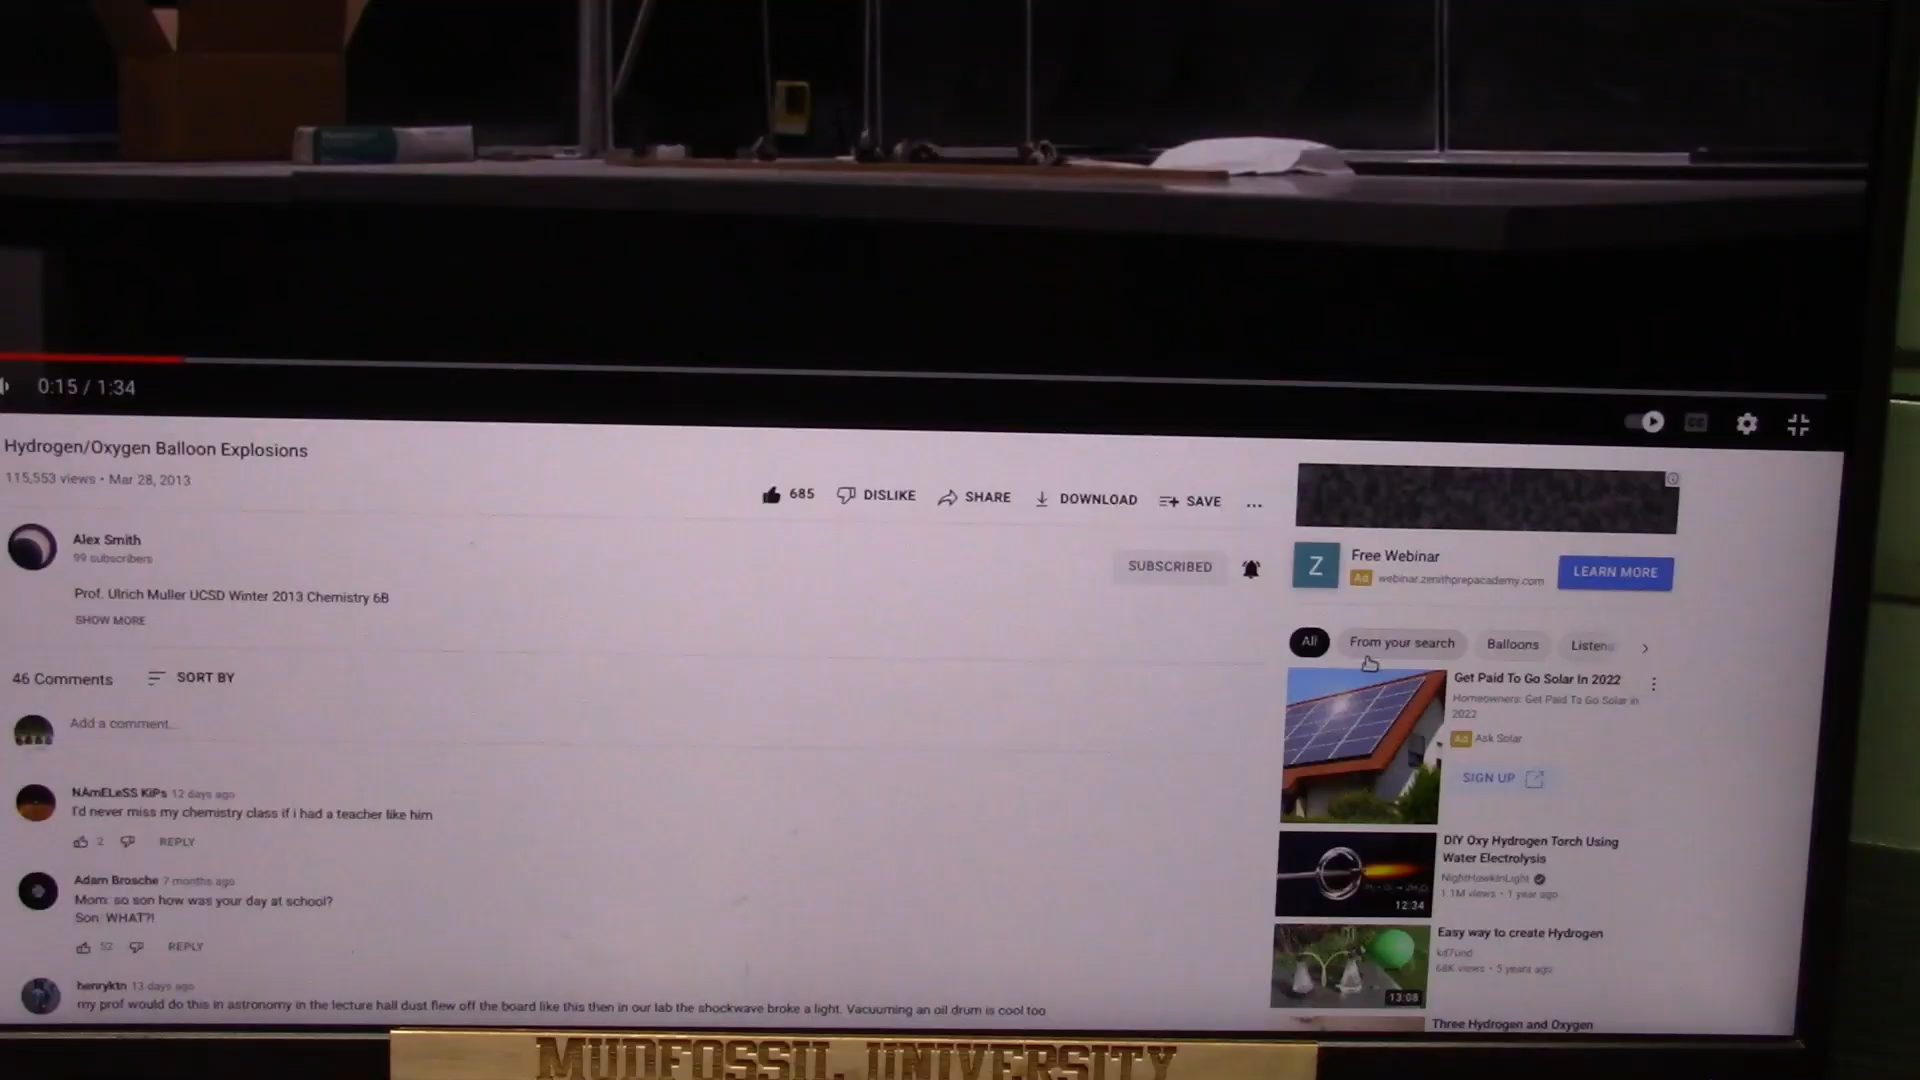 0:15 / 1:34
Hydrogen/Oxygen Balloon Explosions
115,553 views • Mar 28, 2013
685 DISLIKE SHARE DOWNLOAD SAVE ...
Alex Smith
99 subscribers
SUBSCRIBED
Prof. Ulrich Muller UCSD Winter 2013 Chemistry 6B
SHOW MORE
46 Comments SORT BY
Add a comment...
NAmELeSS KiPs 12 days ago
I'd never miss my chemistry class if i had a teacher like him
2 REPLY
Adam Brosche 7 months ago
Mom: so son how was your day at school?
Son: WHAT?!
52 REPLY
henryktn 13 days ago
my prof would do this in astronomy in the lecture hall dust flew off the board like this then in our lab the shockwave broke a light. Vacuuming an oil drum is cool too
CC
Z
Free Webinar
Ad webinar.zenithprepacademy.com
LEARN MORE
All From your search Balloons Listena
Get Paid To Go Solar In 2022
Homeowners: Get Paid To Go Solar in
2022
Ad Ask Solar
SIGN UP
DIY Oxy Hydrogen Torch Using
Water Electrolysis
NightHawkInLight
1.1M views • 1 year ago
12:34
Easy way to create Hydrogen
kd7und
68K views • 5 years ago
13:08
Three Hydrogen and Oxygen
MUDFOSSIL UNIVERSITY